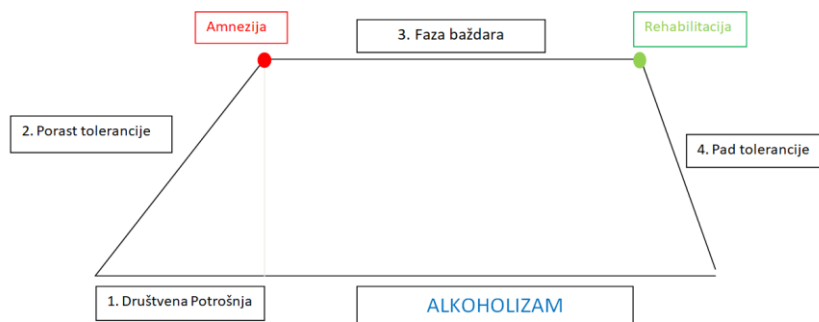 Amnezija
3. Faza baždara
Rehabilitacija
2. Porast tolerancije
4. Pad tolerancije
1. Društvena Potrošnja
ALKOHOLIZAM